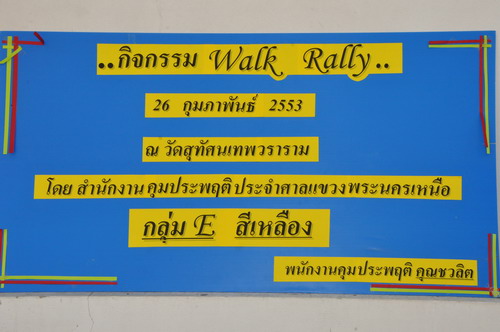 ..กิจกรรม Walk Rally..
26 กุมภาพันธ์ 2553
ณ วัดสุทัศนเทพวราราม
โดย สำนักงานคุมประพฤติ ประจำศาลแขวงพระนครเหนือ
กลุ่ม E สีเหลือง
พนักงานคุมประพฤติ คุณชวลิต